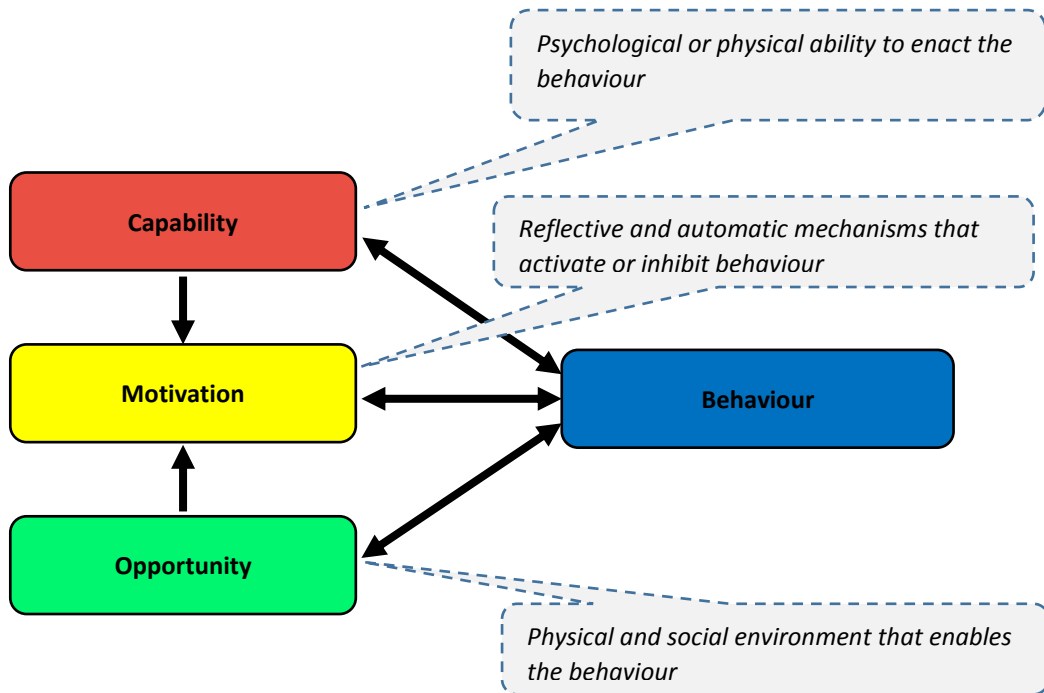 Psychological or physical ability to enact the
behaviour
Capability
Reflective and automatic mechanisms that
activate or inhibit behaviour
Motivation
Behaviour
Opportunity
Physical and social environment that enables
the behaviour